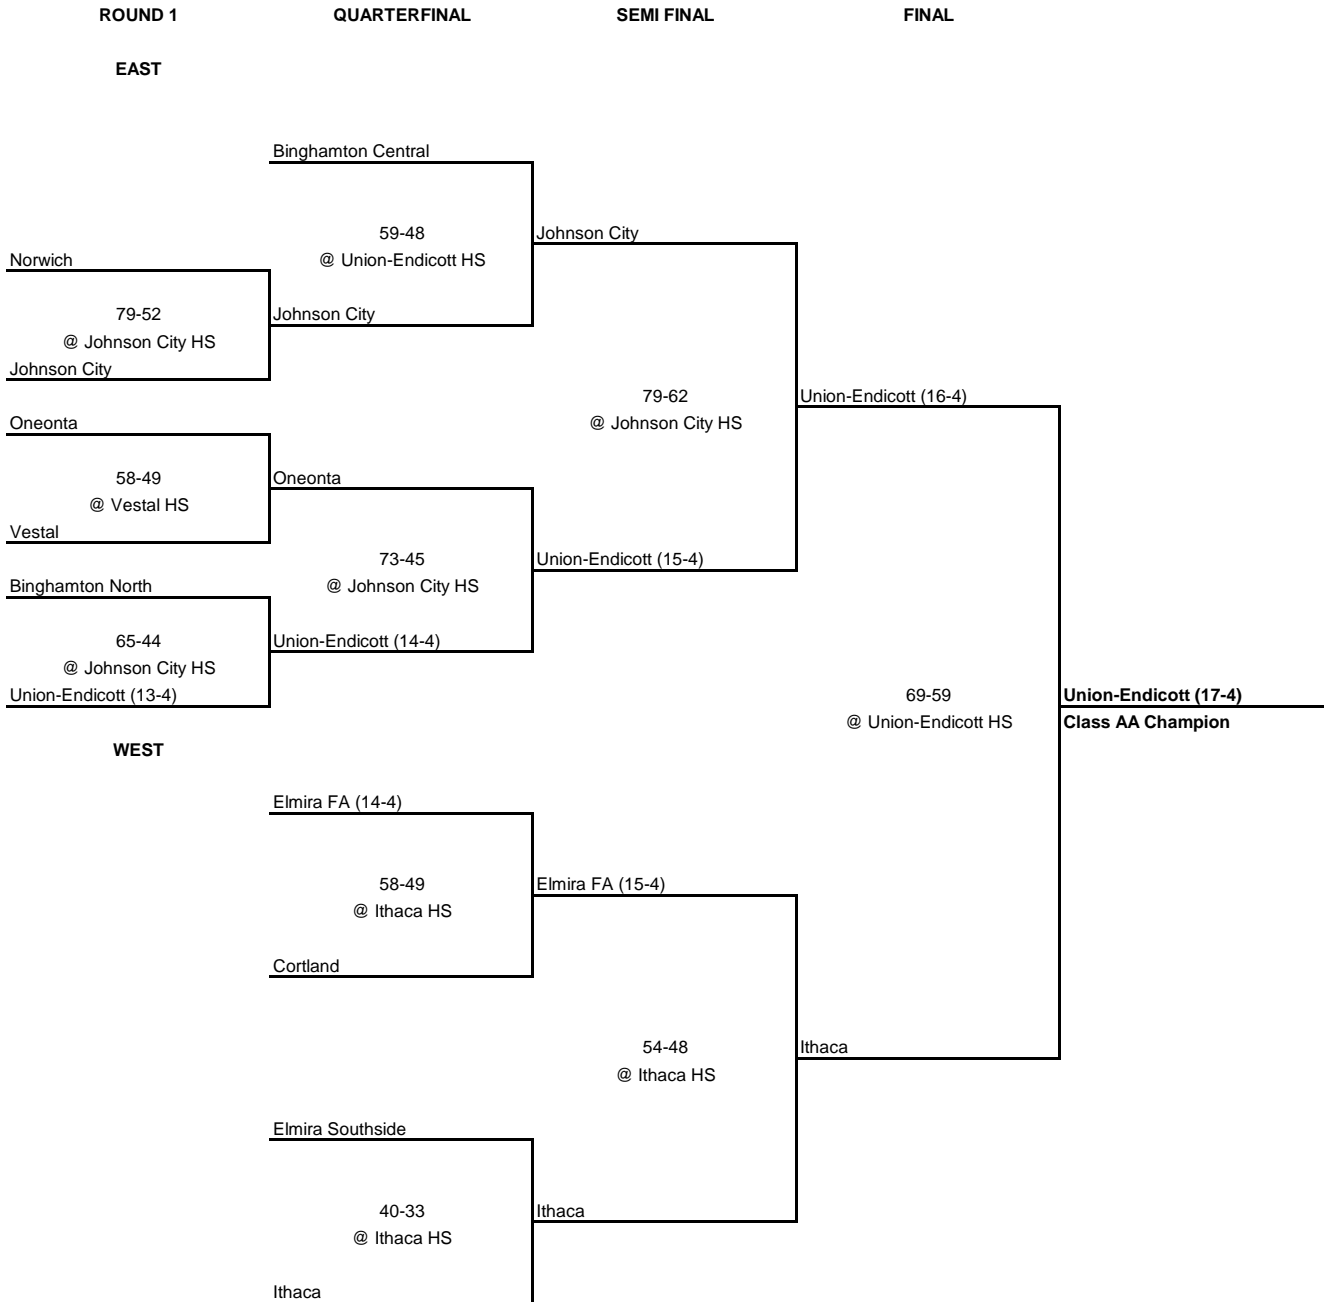 ROUND 1 QUARTERFINAL SEMI FINAL FINAL
EAST
Binghamton Central
59-48 Johnson City
Norwich @ Union-Endicott HS
79-52 Johnson City
@ Johnson City HS
Johnson City
79-62 Union-Endicott (16-4)
Oneonta @ Johnson City HS
58-49 Oneonta
@ Vestal HS
Vestal
73-45 Union-Endicott (15-4)
Binghamton North @ Johnson City HS
65-44 Union-Endicott (14-4)
@ Johnson City HS
Union-Endicott (13-4) 69-59 Union-Endicott (17-4)
@ Union-Endicott HS Class AA Champion
WEST
Elmira FA (14-4)
58-49 Elmira FA (15-4)
@ Ithaca HS
Cortland
54-48 Ithaca
@ Ithaca HS
Elmira Southside
40-33 Ithaca
@ Ithaca HS
Ithaca